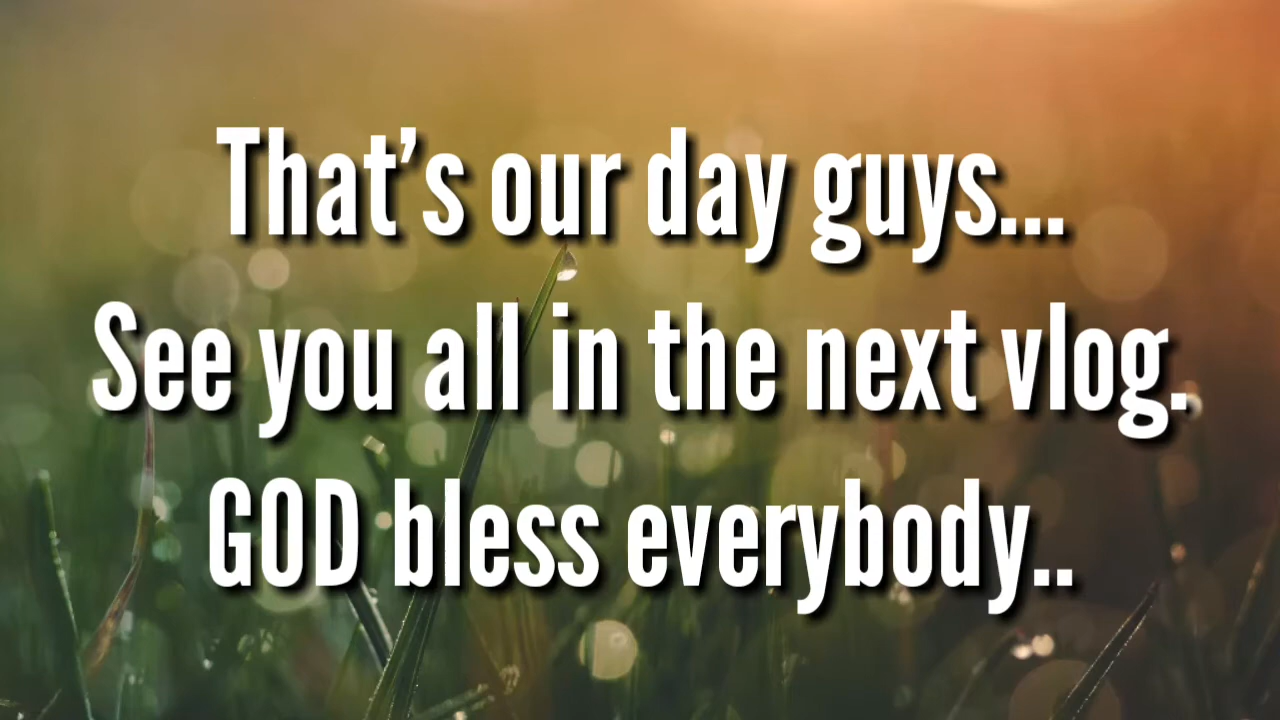 That's our day guys...
See you all in the next vlog.
GOD bless everybody..